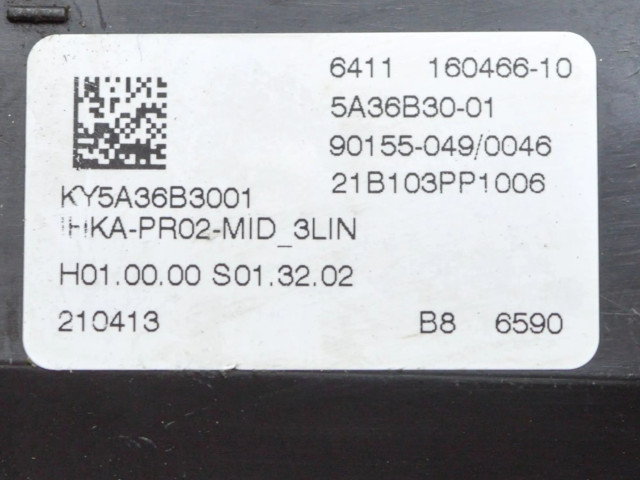 6411 160466-10
5A36B30-01
90155-049/0046
21B103PP1006
KY5A36B3001
IHKA-PR02-MID_3LIN
H01.00.00 S01.32.02
210413 B8 6590